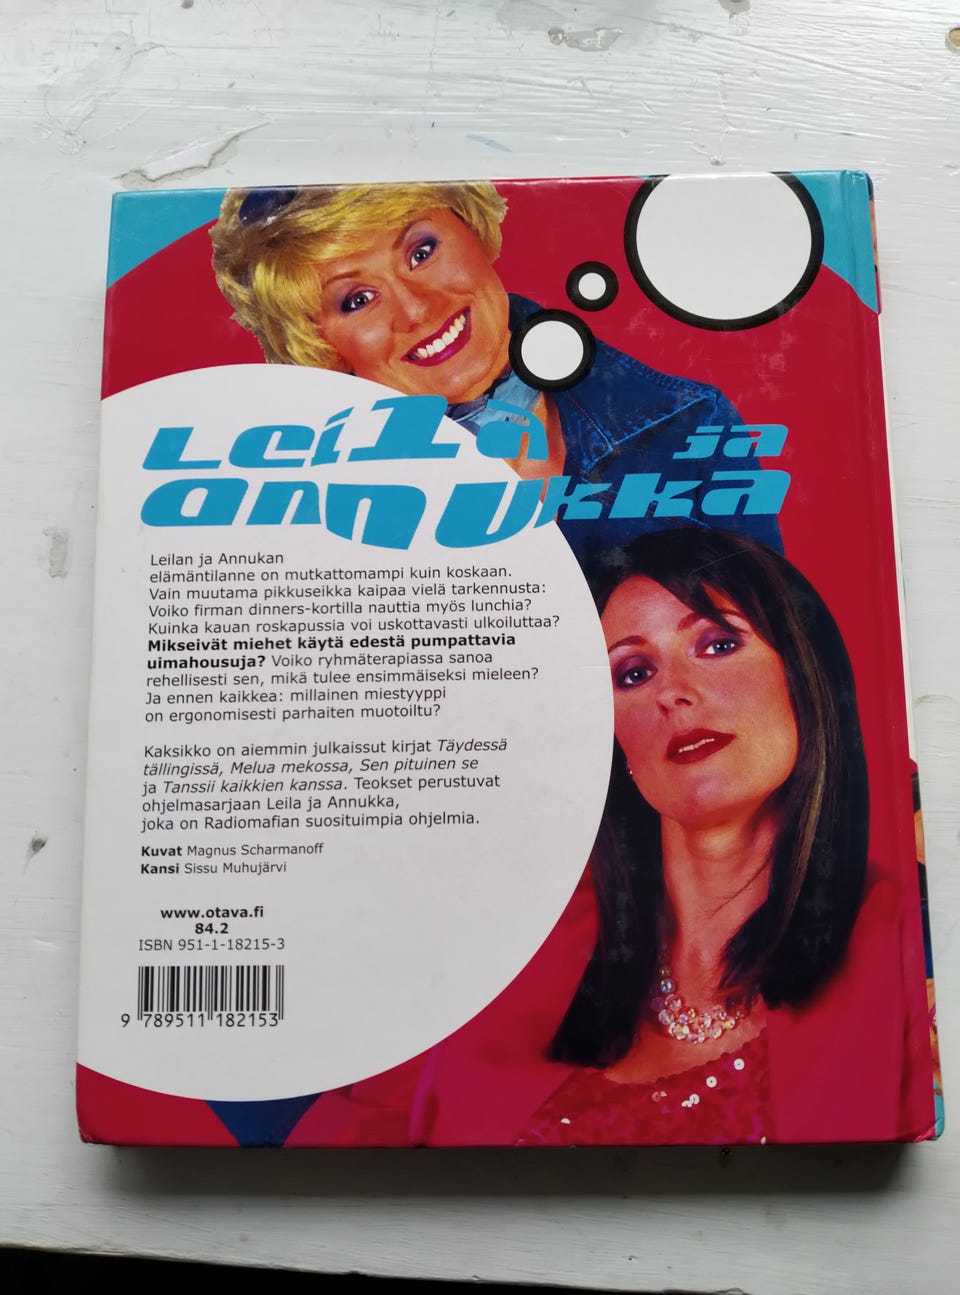 Leila ja
annukka
Leilan ja Annukan
elämäntilanne on mutkattomampi kuin koskaan.
Vain muutama pikkuseikka kaipaa vielä tarkennusta:
Voiko firman dinners-kortilla nauttia myös lunchia?
Kuinka kauan roskapussia voi uskottavasti ulkoiluttaa?
Mikseivät miehet käytä edestä pumpattavia
uimahousuja? Voiko ryhmäterapiassa sanoa
rehellisesti sen, mikä tulee ensimmäiseksi mieleen?
Ja ennen kaikkea: millainen miestyyppi
on ergonomisesti parhaiten muotoiltu?
Kaksikko on aiemmin julkaissut kirjat Täydessä
tällingissä, Melua mekossa, Sen pituinen se
ja Tanssii kaikkien kanssa. Teokset perustuvat
ohjelmasarjaan Leila ja Annukka,
joka on Radiomafian suosituimpia ohjelmia.
Kuvat Magnus Scharmanoff
Kansi Sissu Muhujärvi
www.otava.fi
84.2
ISBN 951-1-18215-3
9 789511 182153